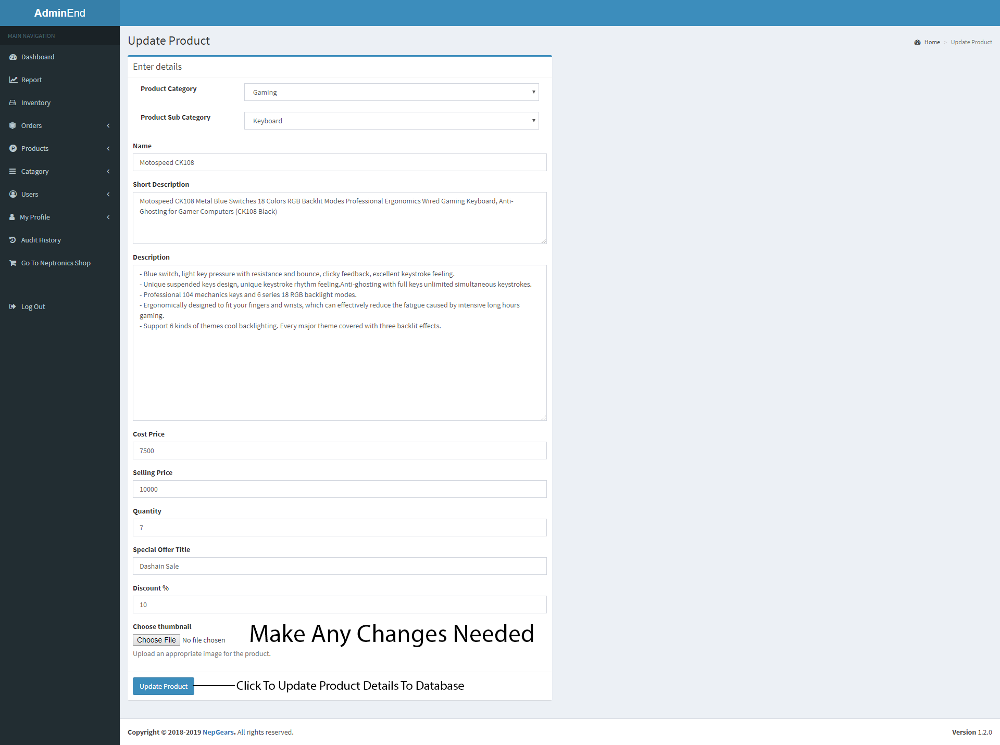 AdminEnd
MAIN NAVIGATION
Dashboard
Report
Inventory
Orders
Products
Catagory
Users
My Profile
Audit History
Go To Neptronics Shop
Log Out
Update Product
Home > Update Product
Enter details
Product Category
Gaming
Product Sub Category
Keyboard
Name
Motospeed CK108
Short Description
Motospeed CK108 Metal Blue Switches 18 Colors RGB Backlit Modes Professional Ergonomics Wired Gaming Keyboard, Anti-
Ghosting for Gamer Computers (CK108 Black)
Description
- Blue switch, light key pressure with resistance and bounce, clicky feedback, excellent keystroke feeling.
- Unique suspended keys design, unique keystroke rhythm feeling.Anti-ghosting with full keys unlimited simultaneous keystrokes.
- Professional 104 mechanics keys and 6 series 18 RGB backlight modes.
- Ergonomically designed to fit your fingers and wrists, which can effectively reduce the fatigue caused by intensive long hours
gaming.
- Support 6 kinds of themes cool backlighting. Every major theme covered with three backlit effects.
Cost Price
7500
Selling Price
10000
Quantity
7
Special Offer Title
Dashain Sale
Discount %
10
Choose thumbnail
Choose File No file chosen
Upload an appropriate image for the product.
Make Any Changes Needed
Update Product
Click To Update Product Details To Database
Copyright © 2018-2019 NepGears. All rights reserved.
Version 1.2.0